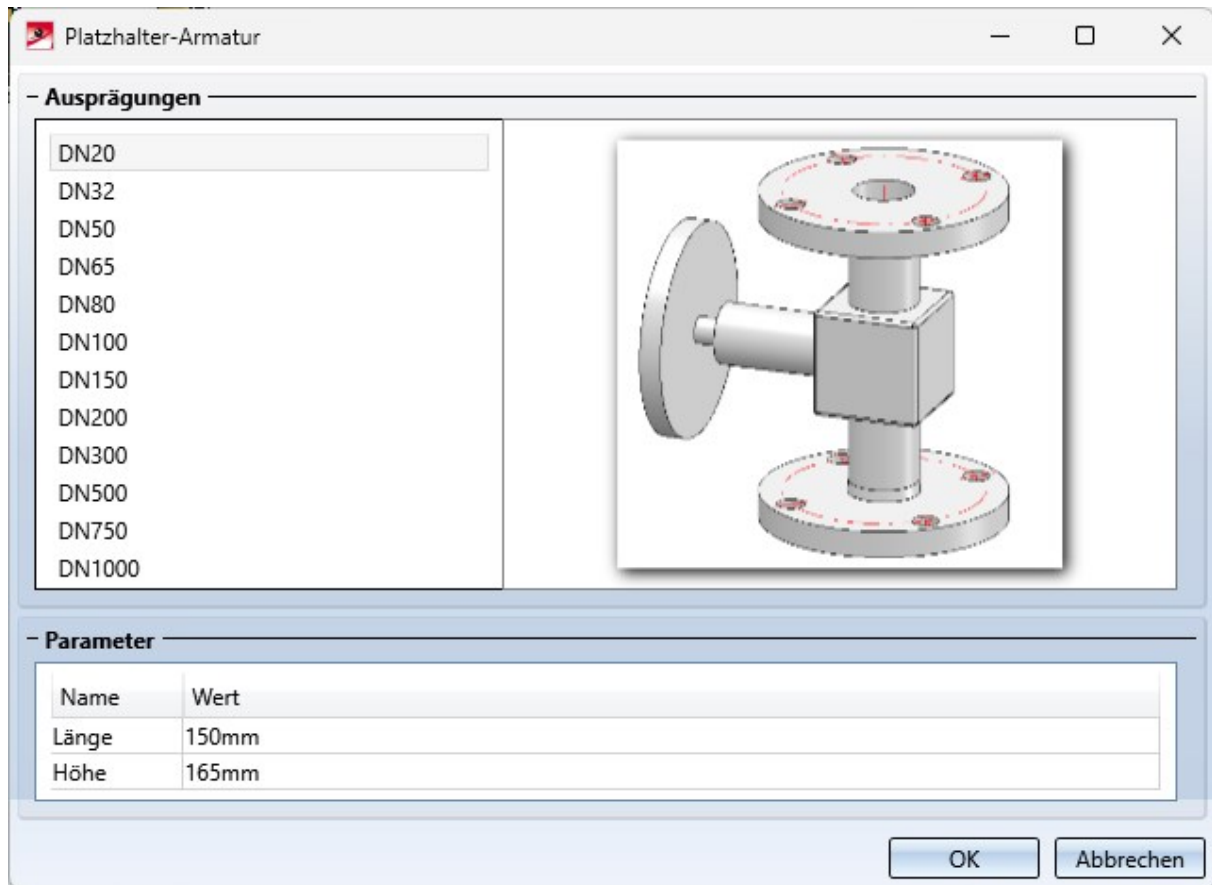 Platzhalter-Armatur
Ausprägungen
DN20
DN32
DN50
DN65
DN80
DN100
DN150
DN200
DN300
DN500
DN750
DN1000
Parameter
Name Wert
Länge 150mm
Höhe 165mm
OK Abbrechen